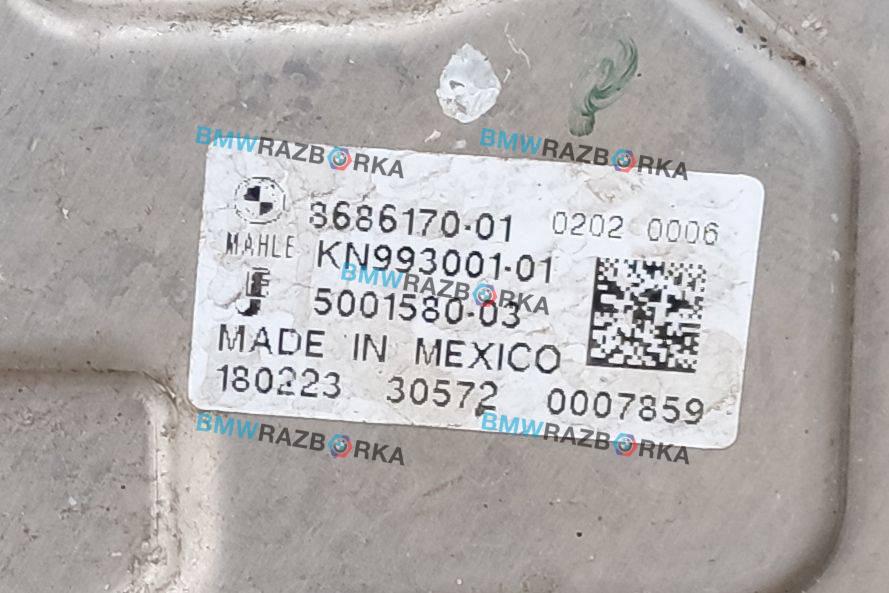 BMWRAZBORKA BMWRAZBORKA
8686170-01 0202 0006
MAHLE KN993001-01
BMWRAZBORKA
5001580-03
MADE IN MEXICO
180223 30572 0007859
BMWRAZBORKA BMWRAZBORKA